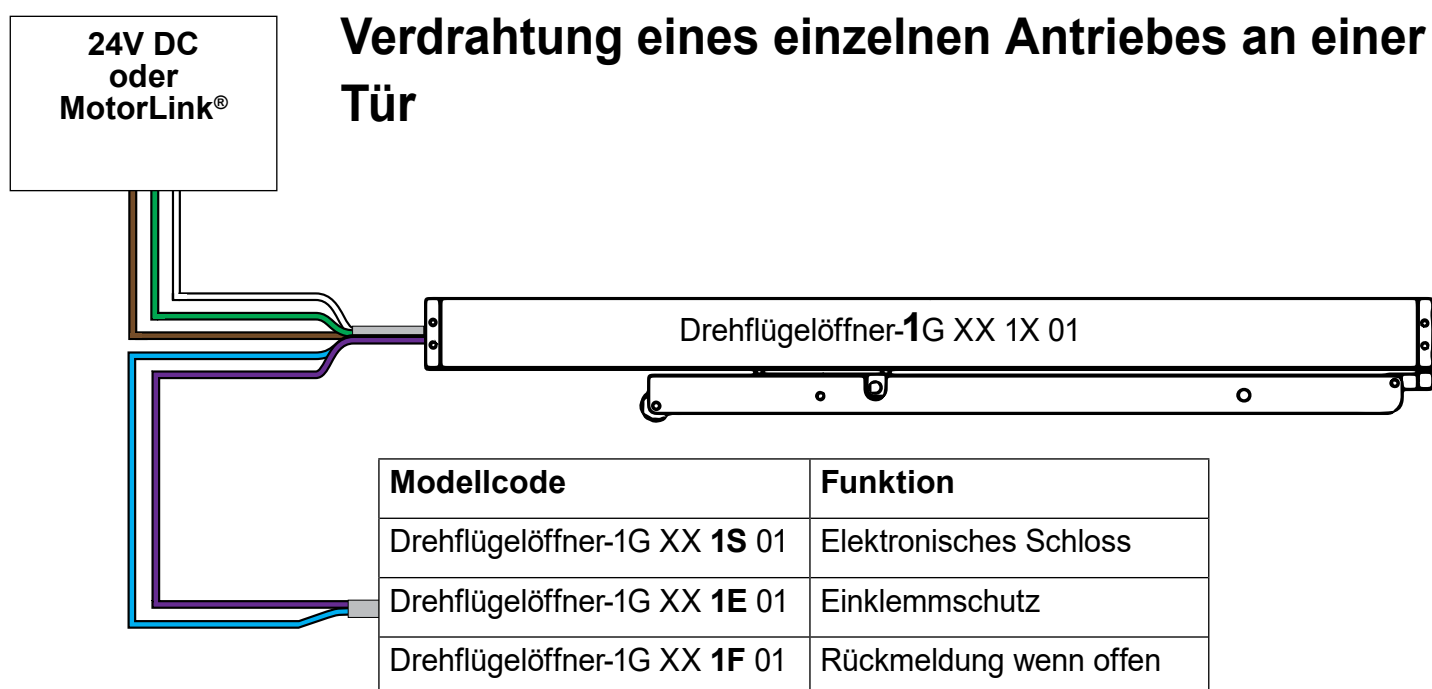 24V DC
oder
MotorLink®
Verdrahtung eines einzelnen Antriebes an einer
Tür
Drehflügelöffner-1G XX 1X 01
Modellcode Funktion
Drehflügelöffner-1G XX 1S 01 Elektronisches Schloss
Drehflügelöffner-1G XX 1E 01 Einklemmschutz
Drehflügelöffner-1G XX 1F 01 Rückmeldung wenn offen